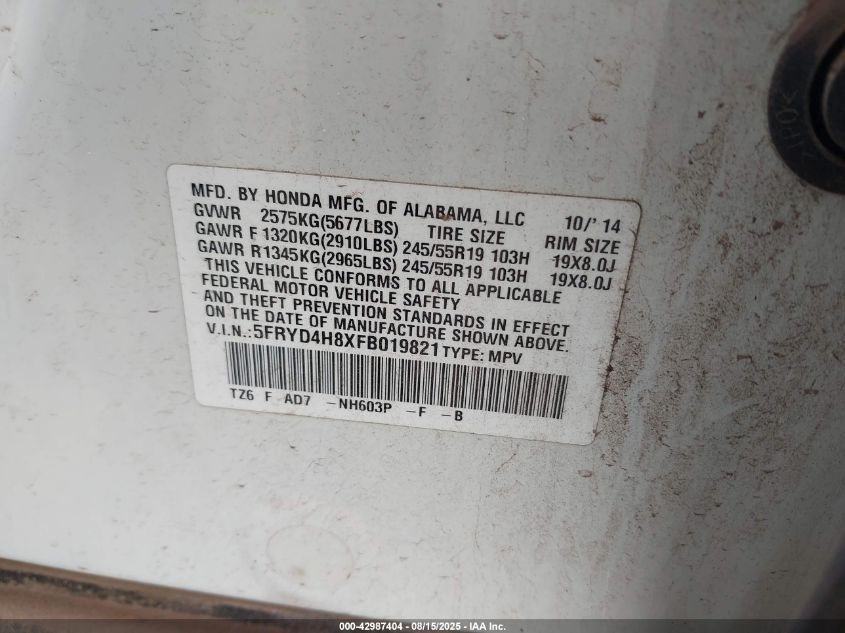 MFD. BY HONDA MFG. OF ALABAMA, LLC 10/' 14
GVWR 2575KG(5677LBS) TIRE SIZE RIM SIZE
GAWR F 1320KG(2910LBS) 245/55R19 103H 19X8.0J
GAWR R1345KG(2965LBS) 245/55R19 103H 19X8.0J
THIS VEHICLE CONFORMS TO ALL APPLICABLE
FEDERAL MOTOR VEHICLE SAFETY
AND THEFT PREVENTION STANDARDS IN EFFECT
ON THE DATE OF MANUFACTURE SHOWN ABOVE.
V.I.N.:5FRYD4H8XFB019821 TYPE: MPV
TZ6 F AD7 -NH603P -F -B
000-42987404 - 08/15/2025 - IAA Inc.